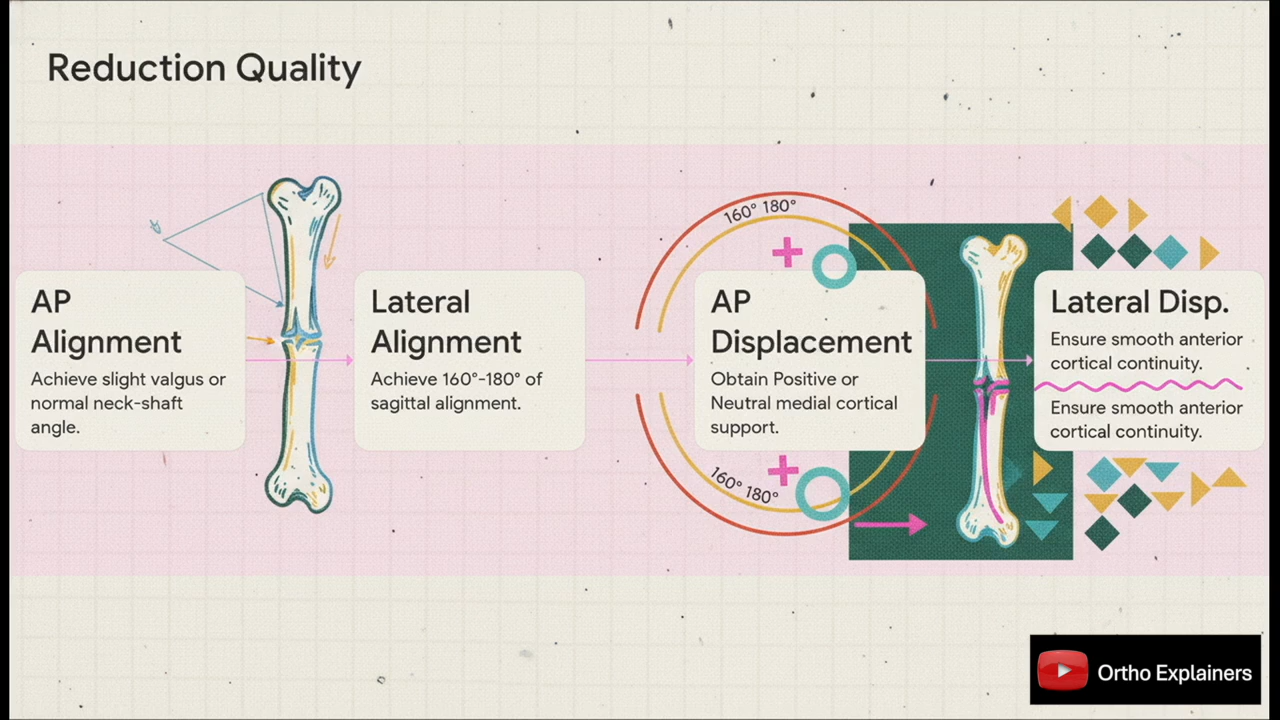 Reduction Quality
AP
Alignment
Achieve slight valgus or
normal neck-shaft
angle.
Lateral
Alignment
Achieve 160°-180° of
sagittal alignment.
160° 180°
AP
Displacement
Obtain Positive or
Neutral medial cortical
support.
160° 180°
Lateral Disp.
Ensure smooth anterior
cortical continuity.
Ensure smooth anterior
cortical continuity.
Ortho Explainers